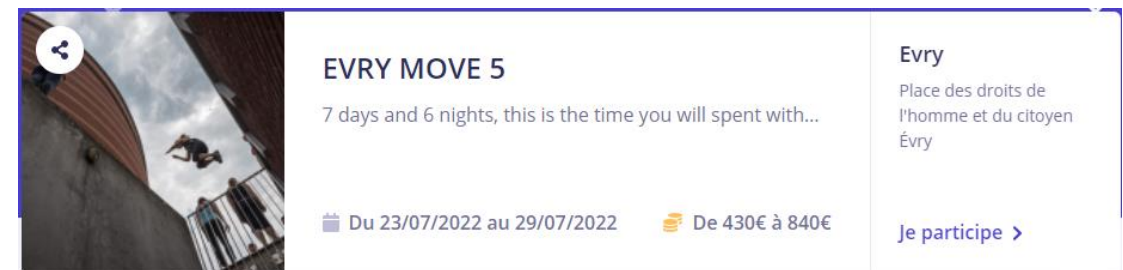 EVRY MOVE 5
7 days and 6 nights, this is the time you will spent with...
Du 23/07/2022 au 29/07/2022
De 430€ à 840€
Evry
Place des droits de
l'homme et du citoyen
Évry
Je participe